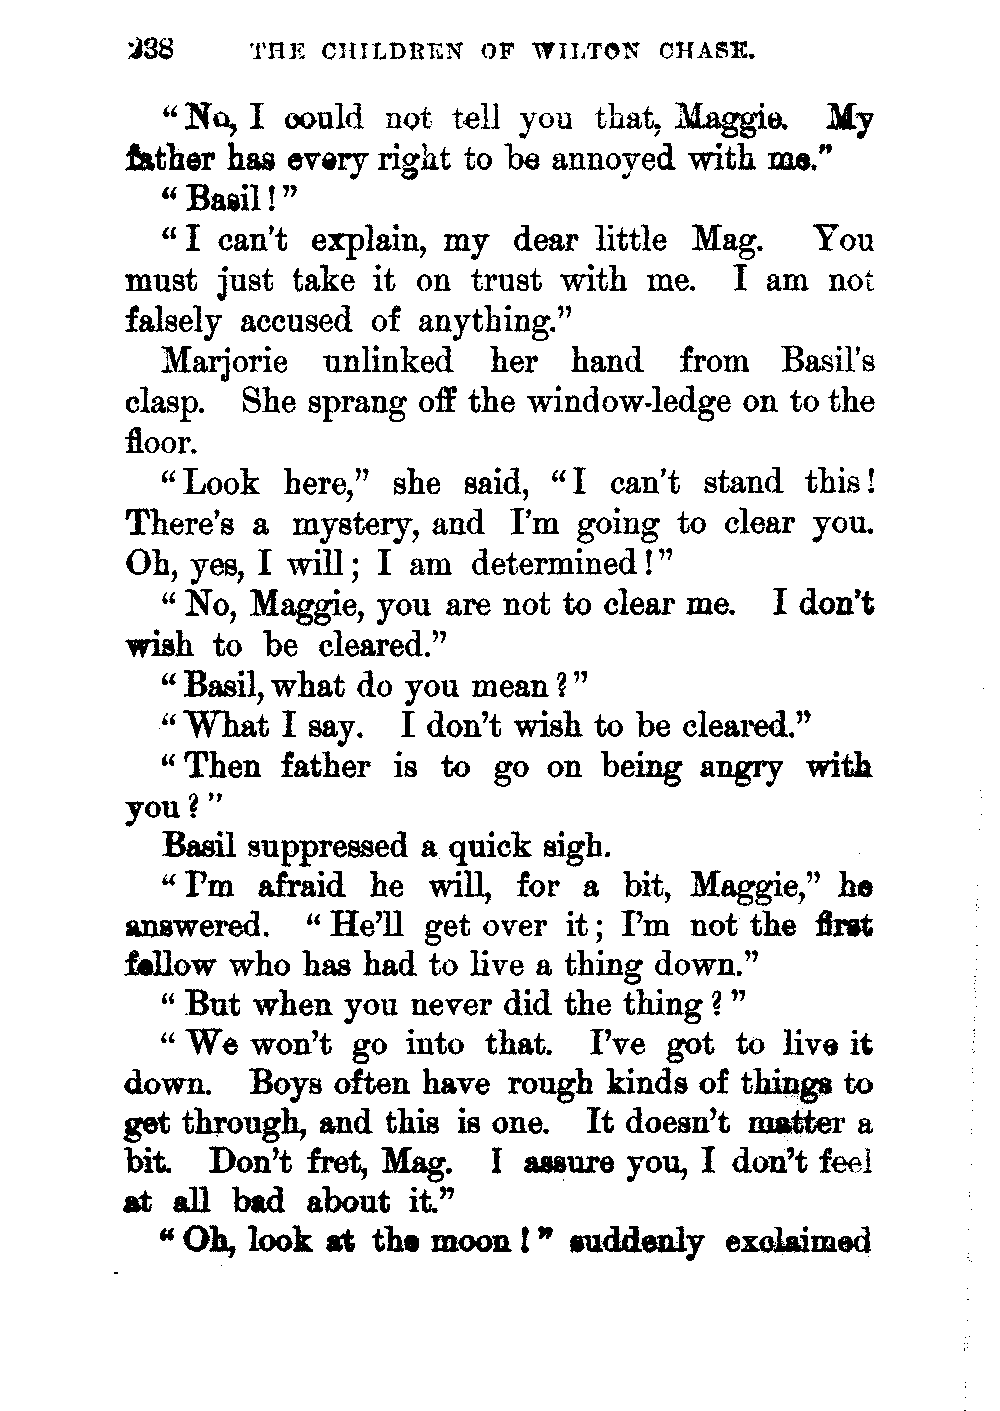 238 THE CHILDREN OF WILTON CHASE.
“No, I could not tell you that, Maggie. My
father has every right to be annoyed with me.”
“Basil!”
“I can't explain, my dear little Mag. You
must just take it on trust with me. I am not
falsely accused of anything.”
Marjorie unlinked her hand from Basil's
clasp. She sprang off the window-ledge on to the
floor.
“Look here,” she said, “I can't stand this!
There's a mystery, and I'm going to clear you.
Oh, yes, I will; I am determined!”
“No, Maggie, you are not to clear me. I don't
wish to be cleared.”
“Basil, what do you mean?”
“What I say. I don't wish to be cleared.”
“Then father is to go on being angry with
you?”
Basil suppressed a quick sigh.
“I'm afraid he will, for a bit, Maggie,” he
answered. “He'll get over it; I'm not the first
fellow who has had to live a thing down.”
“But when you never did the thing?”
“We won't go into that. I've got to live it
down. Boys often have rough kinds of things to
get through, and this is one. It doesn't matter a
bit. Don't fret, Mag. I assure you, I don't feel
at all bad about it.”
“Oh, look at the moon!” suddenly exclaimed